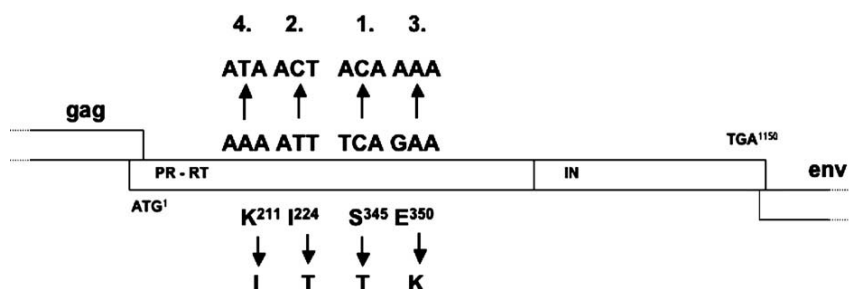 4. 2. 1. 3.
ATA ACT ACA AAA
gag
AAA ATT TCA GAA
TGA¹¹⁵⁰
PR - RT IN env
ATG¹
K²¹¹ I²²⁴ S³⁴⁵ E³⁵⁰
I T T K